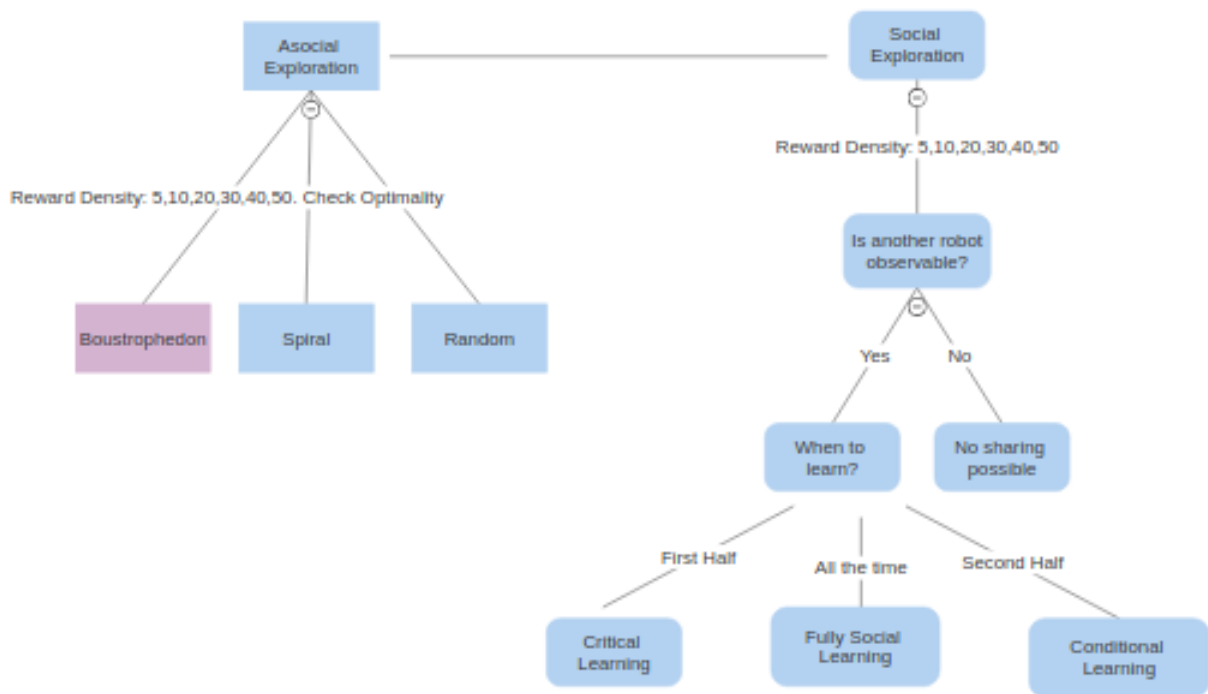 Asocial
Exploration
Social
Exploration
Reward Density: 5,10,20,30,40,50
Reward Density: 5,10,20,30,40,50. Check Optimality
Is another robot
observable?
Boustrophedon
Spiral
Random
Yes
No
When to
learn?
No sharing
possible
First Half
All the time
Second Half
Critical
Learning
Fully Social
Learning
Conditional
Learning